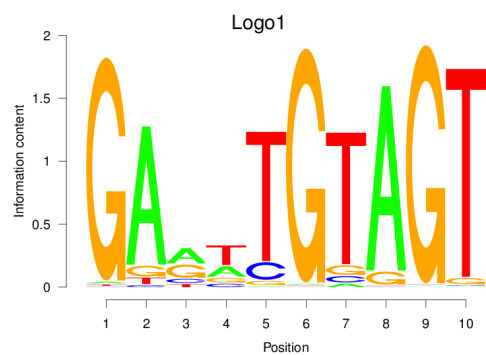 Logo1
2
1.5
1
0.5
0
Information content
G A A T T G T A G T
G G A C G G G
T C G G C
C T C A
1 2 3 4 5 6 7 8 9 10
Position